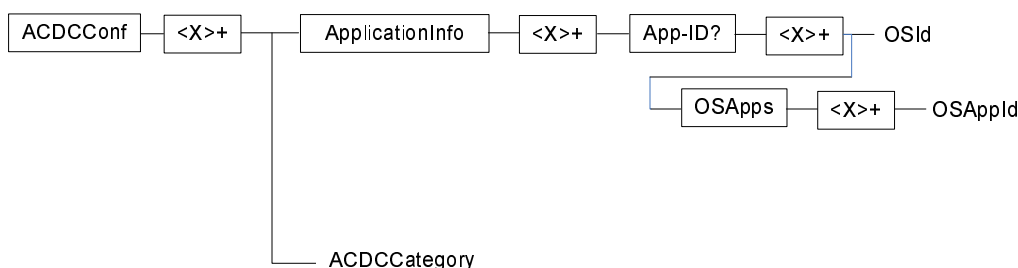 ACDCConf <X>+ ApplicationInfo <X>+ App-ID? <X>+ OSId
OSApps <X>+ OSAppId
ACDCCategory